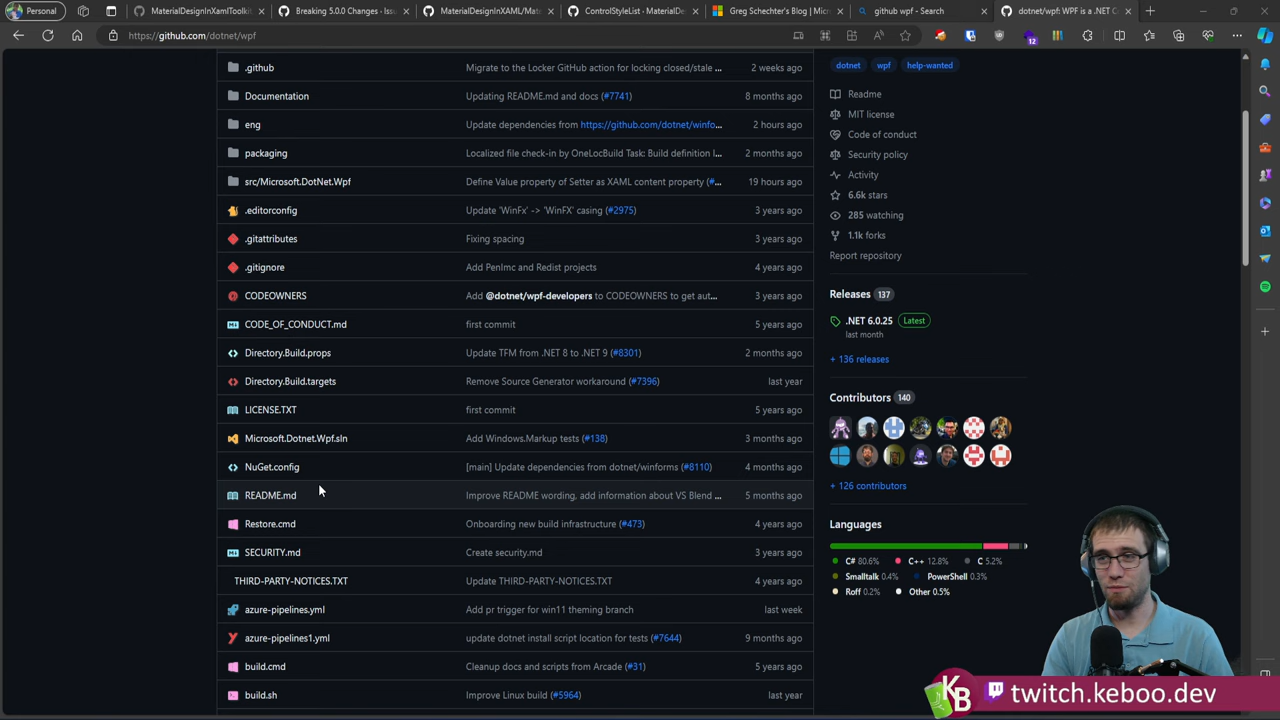 Personal
MaterialDesignInXamlToolkit
Breaking 5.0.0 Changes · Issu
MaterialDesignInXAML/Mate
ControlStyleList · MaterialDe
Greg Schechter's Blog | Micro
github wpf - Search
dotnet/wpf: WPF is a .NET C
https://github.com/dotnet/wpf
12
.github
Migrate to the Locker GitHub action for locking closed/stale ...
2 weeks ago
Documentation
Updating README.md and docs (#7741)
8 months ago
eng
Update dependencies from https://github.com/dotnet/winfo...
2 hours ago
packaging
Localized file check-in by OneLocBuild Task: Build definition I...
2 months ago
src/Microsoft.DotNet.Wpf
Define Value property of Setter as XAML content property (#...
19 hours ago
.editorconfig
Update 'WinFx' -> 'WinFX' casing (#2975)
3 years ago
.gitattributes
Fixing spacing
3 years ago
.gitignore
Add PenImc and Redist projects
4 years ago
CODEOWNERS
Add @dotnet/wpf-developers to CODEOWNERS to get aut...
3 years ago
CODE_OF_CONDUCT.md
first commit
5 years ago
Directory.Build.props
Update TFM from .NET 8 to .NET 9 (#8301)
2 months ago
Directory.Build.targets
Remove Source Generator workaround (#7396)
last year
LICENSE.TXT
first commit
5 years ago
Microsoft.Dotnet.Wpf.sln
Add Windows.Markup tests (#138)
3 months ago
NuGet.config
[main] Update dependencies from dotnet/winforms (#8110)
4 months ago
README.md
Improve README wording, add information about VS Blend ...
5 months ago
Restore.cmd
Onboarding new build infrastructure (#473)
4 years ago
SECURITY.md
Create security.md
3 years ago
THIRD-PARTY-NOTICES.TXT
Update THIRD-PARTY-NOTICES.TXT
4 years ago
azure-pipelines.yml
Add pr trigger for win11 theming branch
last week
azure-pipelines1.yml
update dotnet install script location for tests (#7644)
9 months ago
build.cmd
Cleanup docs and scripts from Arcade (#31)
5 years ago
build.sh
Improve Linux build (#5964)
last year
dotnet wpf help-wanted
Readme
MIT license
Code of conduct
Security policy
Activity
6.6k stars
285 watching
1.1k forks
Report repository
Releases 137
.NET 6.0.25 Latest
last month
+ 136 releases
Contributors 140
+ 126 contributors
Languages
C# 80.6% C++ 12.8% C 5.2%
Smalltalk 0.4% PowerShell 0.3%
Roff 0.2% Other 0.5%
KB
twitch.keboo.dev